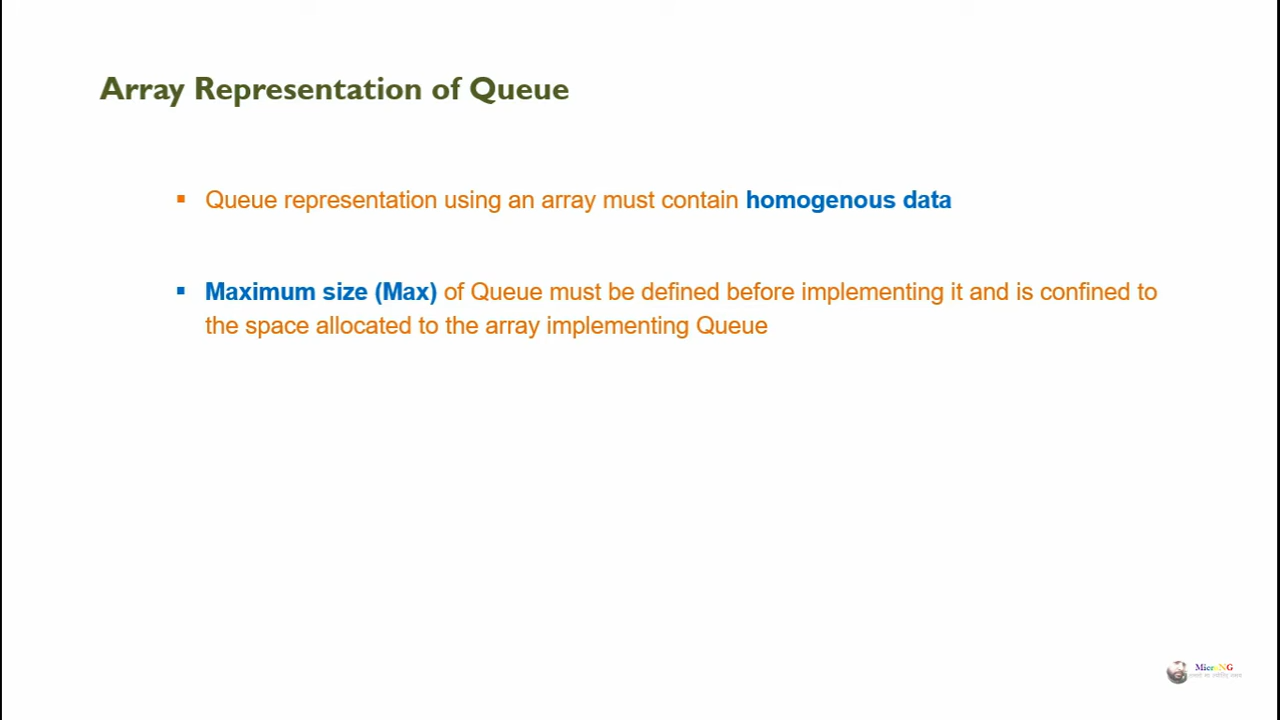 Array Representation of Queue
▪ Queue representation using an array must contain homogenous data
▪ Maximum size (Max) of Queue must be defined before implementing it and is confined to
the space allocated to the array implementing Queue
MicroNG